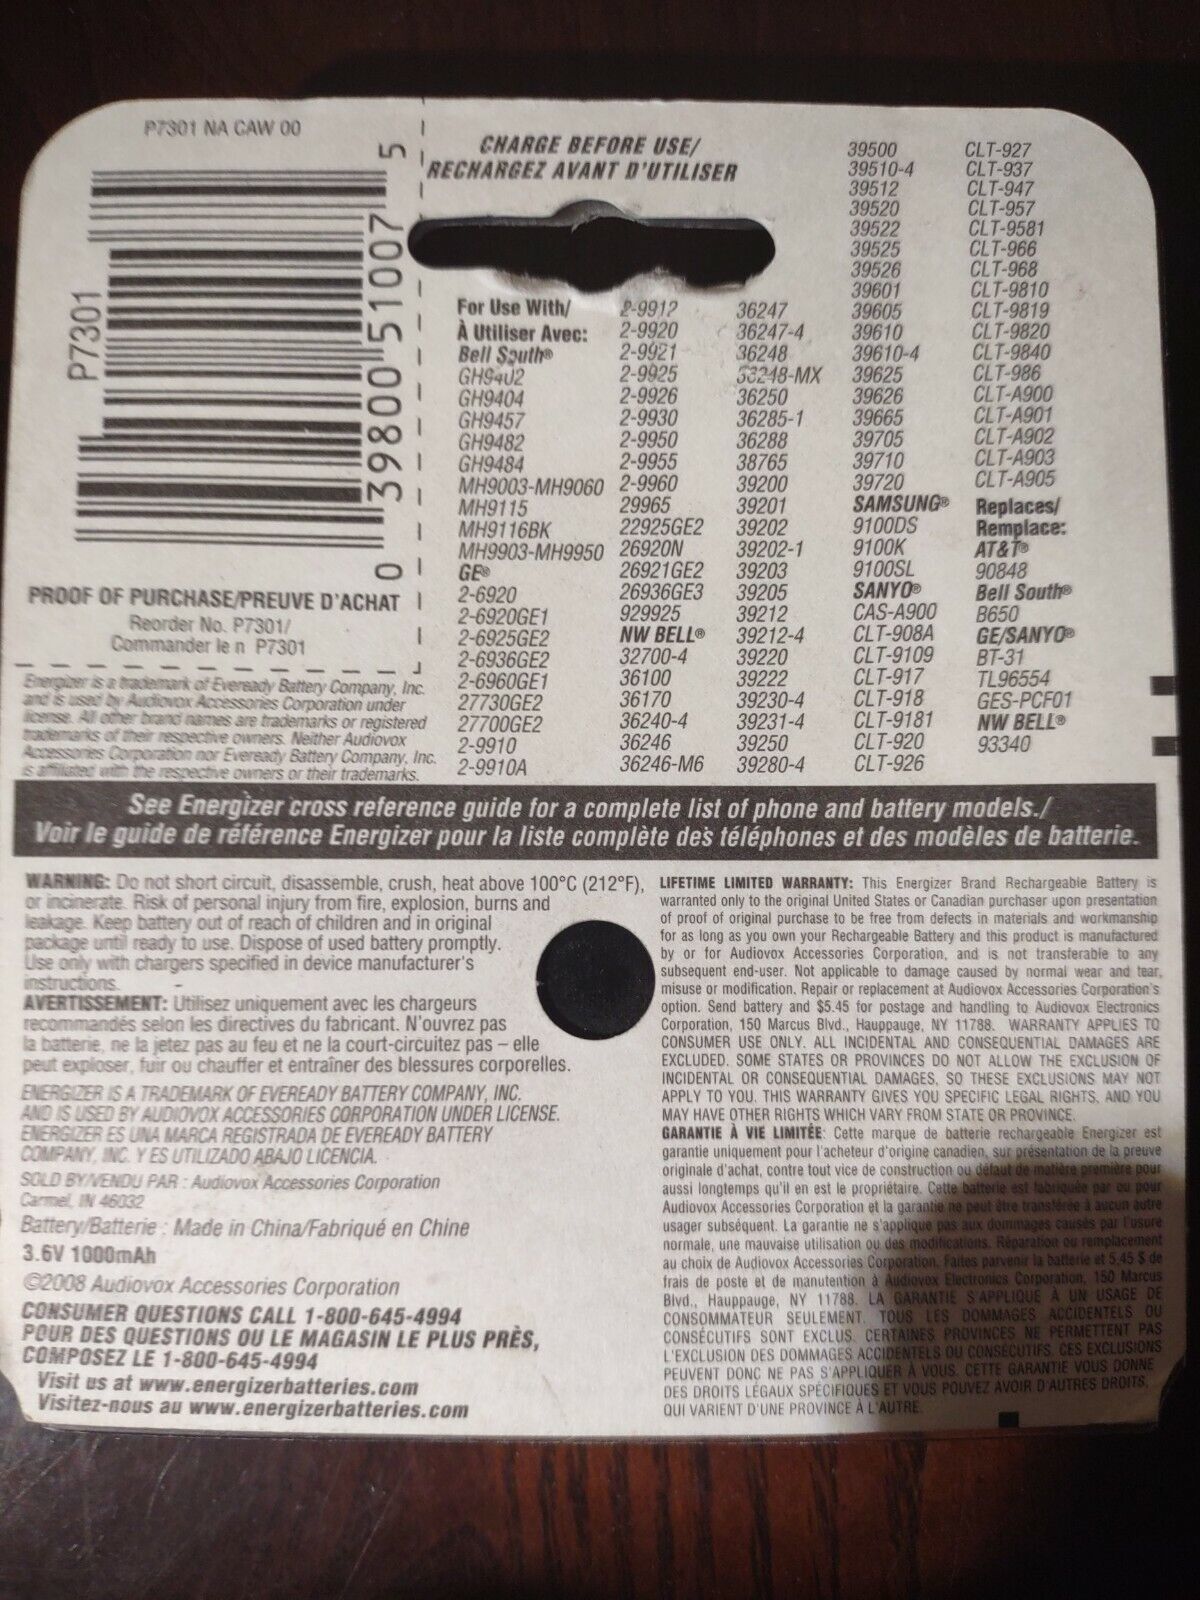 P7301 NA CAW 00
P7301
0 39800 51007 5
PROOF OF PURCHASE/PREUVE D'ACHAT
Reorder No. P7301/
Commander le n P7301
Energizer is a trademark of Eveready Battery Company, Inc.
and is used by Audiovox Accessories Corporation under
license. All other brand names are trademarks or registered
trademarks of their respective owners. Neither Audiovox
Accessories Corporation nor Eveready Battery Company, Inc.
is affiliated with the respective owners or their trademarks.
CHARGE BEFORE USE/
RECHARGEZ AVANT D'UTILISER
For Use With/
À Utiliser Avec:
Bell South®
GH9402
GH9404
GH9457
GH9482
GH9484
MH9003-MH9060
MH9115
MH9116BK
MH9903-MH9950
GE®
2-6920
2-6920GE1
2-6925GE2
2-6936GE2
2-6960GE1
27730GE2
27700GE2
2-9910
2-9910A
2-9912
2-9920
2-9921
2-9925
2-9926
2-9930
2-9950
2-9955
2-9960
29965
22925GE2
26920N
26921GE2
26936GE3
929925
NW BELL®
32700-4
36100
36170
36240-4
36246
36246-M6
36247
36247-4
36248
36248-MX
36250
36285-1
36288
38765
39200
39201
39202
39202-1
39203
39205
39212
39212-4
39220
39222
39230-4
39231-4
39250
39280-4
39500
39510-4
39512
39520
39522
39525
39526
39601
39605
39610
39610-4
39625
39626
39665
39705
39710
39720
SAMSUNG®
9100DS
9100K
9100SL
SANYO®
CAS-A900
CLT-908A
CLT-9109
CLT-917
CLT-918
CLT-9181
CLT-920
CLT-926
CLT-927
CLT-937
CLT-947
CLT-957
CLT-9581
CLT-966
CLT-968
CLT-9810
CLT-9819
CLT-9820
CLT-9840
CLT-986
CLT-A900
CLT-A901
CLT-A902
CLT-A903
CLT-A905
Replaces/
Remplace:
AT&T®
90848
Bell South®
B650
GE/SANYO®
BT-31
TL96554
GES-PCF01
NW BELL®
93340
See Energizer cross reference guide for a complete list of phone and battery models./
Voir le guide de référence Energizer pour la liste complète des téléphones et des modèles de batterie.
WARNING: Do not short circuit, disassemble, crush, heat above 100°C (212°F),
or incinerate. Risk of personal injury from fire, explosion, burns and
leakage. Keep battery out of reach of children and in original
package until ready to use. Dispose of used battery promptly.
Use only with chargers specified in device manufacturer's
instructions.
AVERTISSEMENT: Utilisez uniquement avec les chargeurs
recommandés selon les directives du fabricant. N'ouvrez pas
la batterie, ne la jetez pas au feu et ne la court-circuitez pas – elle
peut exploser, fuir ou chauffer et entraîner des blessures corporelles.
ENERGIZER IS A TRADEMARK OF EVEREADY BATTERY COMPANY, INC.
AND IS USED BY AUDIOVOX ACCESSORIES CORPORATION UNDER LICENSE.
ENERGIZER ES UNA MARCA REGISTRADA DE EVEREADY BATTERY
COMPANY, INC. Y ES UTILIZADO ABAJO LICENCIA.
SOLD BY/VENDU PAR : Audiovox Accessories Corporation
Carmel, IN 46032
Battery/Batterie : Made in China/Fabriqué en Chine
3.6V 1000mAh
©2008 Audiovox Accessories Corporation
CONSUMER QUESTIONS CALL 1-800-645-4994
POUR DES QUESTIONS OU LE MAGASIN LE PLUS PRÈS,
COMPOSEZ LE 1-800-645-4994
Visit us at www.energizerbatteries.com
Visitez-nous au www.energizerbatteries.com
LIFETIME LIMITED WARRANTY: This Energizer Brand Rechargeable Battery is
warranted only to the original United States or Canadian purchaser upon presentation
of proof of original purchase to be free from defects in materials and workmanship
for as long as you own your Rechargeable Battery and this product is manufactured
by or for Audiovox Accessories Corporation, and is not transferable to any
subsequent end-user. Not applicable to damage caused by normal wear and tear,
misuse or modification. Repair or replacement at Audiovox Accessories Corporation's
option. Send battery and $5.45 for postage and handling to Audiovox Electronics
Corporation, 150 Marcus Blvd., Hauppauge, NY 11788. WARRANTY APPLIES TO
CONSUMER USE ONLY. ALL INCIDENTAL AND CONSEQUENTIAL DAMAGES ARE
EXCLUDED. SOME STATES OR PROVINCES DO NOT ALLOW THE EXCLUSION OF
INCIDENTAL OR CONSEQUENTIAL DAMAGES, SO THESE EXCLUSIONS MAY NOT
APPLY TO YOU. THIS WARRANTY GIVES YOU SPECIFIC LEGAL RIGHTS, AND YOU
MAY HAVE OTHER RIGHTS WHICH VARY FROM STATE OR PROVINCE.
GARANTIE À VIE LIMITÉE: Cette marque de batterie rechargeable Energizer est
garantie uniquement pour l'acheteur d'origine canadien, sur présentation de la preuve
originale d'achat, contre tout vice de construction ou défaut de matière première pour
aussi longtemps qu'il en est le propriétaire. Cette batterie est fabriquée par ou pour
Audiovox Accessories Corporation et la garantie ne peut être transférée à aucun autre
usager subséquent. La garantie ne s'applique pas aux dommages causés par l'usure
normale, une mauvaise utilisation ou des modifications. Réparation ou remplacement
au choix de Audiovox Accessories Corporation. Faites parvenir la batterie et 5,45 $ de
frais de poste et de manutention à Audiovox Electronics Corporation, 150 Marcus
Blvd., Hauppauge, NY 11788. LA GARANTIE S'APPLIQUE À UN USAGE DE
CONSOMMATEUR SEULEMENT. TOUS LES DOMMAGES ACCIDENTELS OU
CONSÉCUTIFS SONT EXCLUS. CERTAINES PROVINCES NE PERMETTENT PAS
L'EXCLUSION DES DOMMAGES ACCIDENTELS OU CONSÉCUTIFS. CES EXCLUSIONS
PEUVENT DONC NE PAS S'APPLIQUER À VOUS. CETTE GARANTIE VOUS DONNE
DES DROITS LÉGAUX SPÉCIFIQUES ET VOUS POUVEZ AVOIR D'AUTRES DROITS,
QUI VARIENT D'UNE PROVINCE À L'AUTRE.